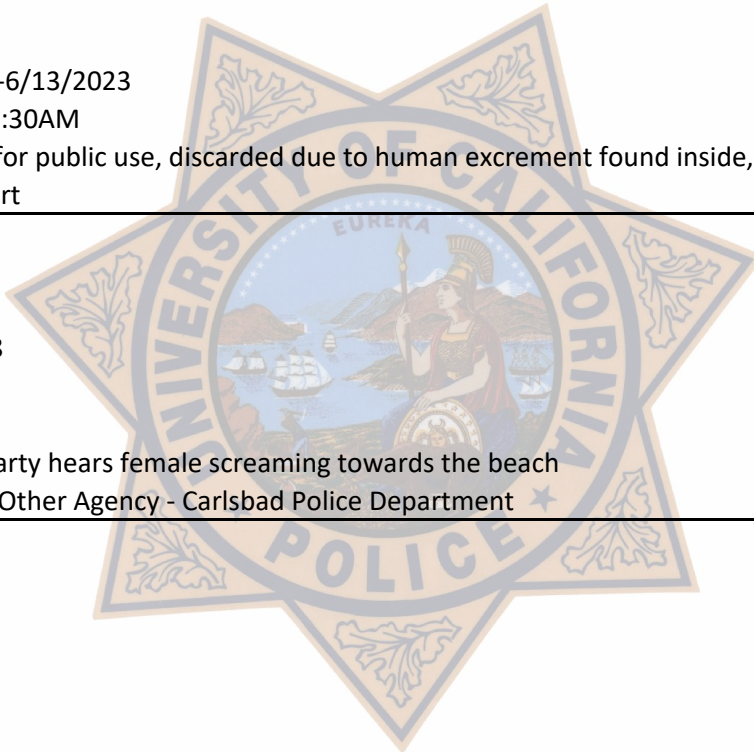 -6/13/2023
:30AM
for public use, discarded due to human excrement found inside,
rt
EUREKA
UNIVERSITY OF CALIFORNIA
3
arty hears female screaming towards the beach
Other Agency - Carlsbad Police Department
POLICE